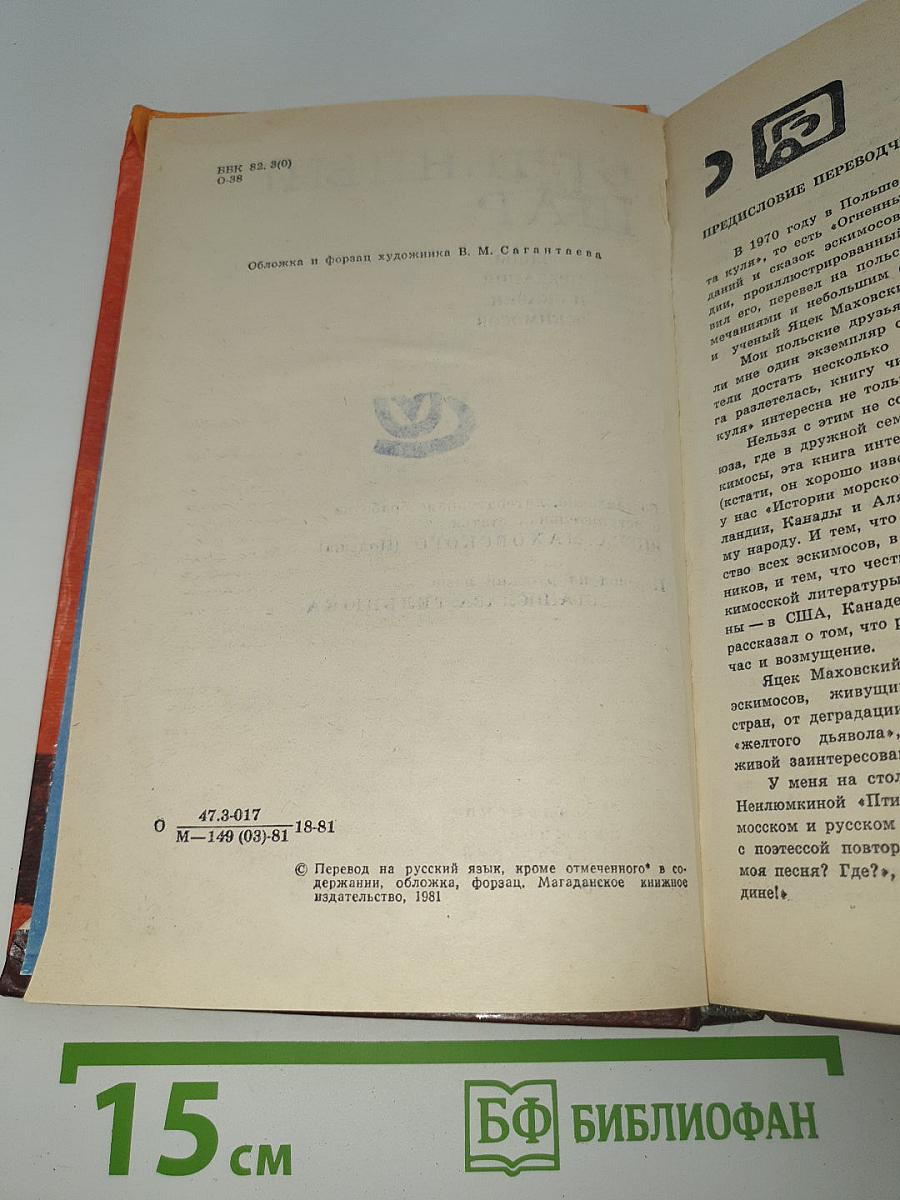 ББК 82. 3(0)
О-38
Обложка и форзац художника В. М. Сагантаева
О 47.3-017
М—149 (03)-81 18-81
© Перевод на русский язык, кроме отмеченного* в со-
держании, обложка, форзац. Магаданское книжное
издательство, 1981
ПРЕДИСЛОВИЕ ПЕРЕВОДЧ
В 1970 году в Польше
та куля», то есть «Огненны
даний и сказок эскимосов
дии, проиллюстрированный
вил его, перевел на польс
мечаниями и небольшим
и ученый Яцек Маховски
Мои польские друзья
ли мне один экземпляр
тели достать несколько
га разлетелась, книгу чи
куля» интересна не толь
Нельзя с этим не со
юза, где в дружной сем
кимосы, эта книга инте
(кстати, он хорошо изве
у нас «Истории морско
ландии, Канады и Аля
му народу. И тем, что
ство всех эскимосов, в
ников, и тем, что чест
кимосской литературы
ны — в США, Канаде
рассказал о том, что р
час и возмущение.
Яцек Маховский
эскимосов, живущи
стран, от деградации
«желтого дьявола»,
живой заинтересова
У меня на стол
Ненлюмкиной «Пти
мосском и русском
с поэтессой повтор
моя песня? Где?»,
дине!»
15 см
БФ БИБЛИОФАН